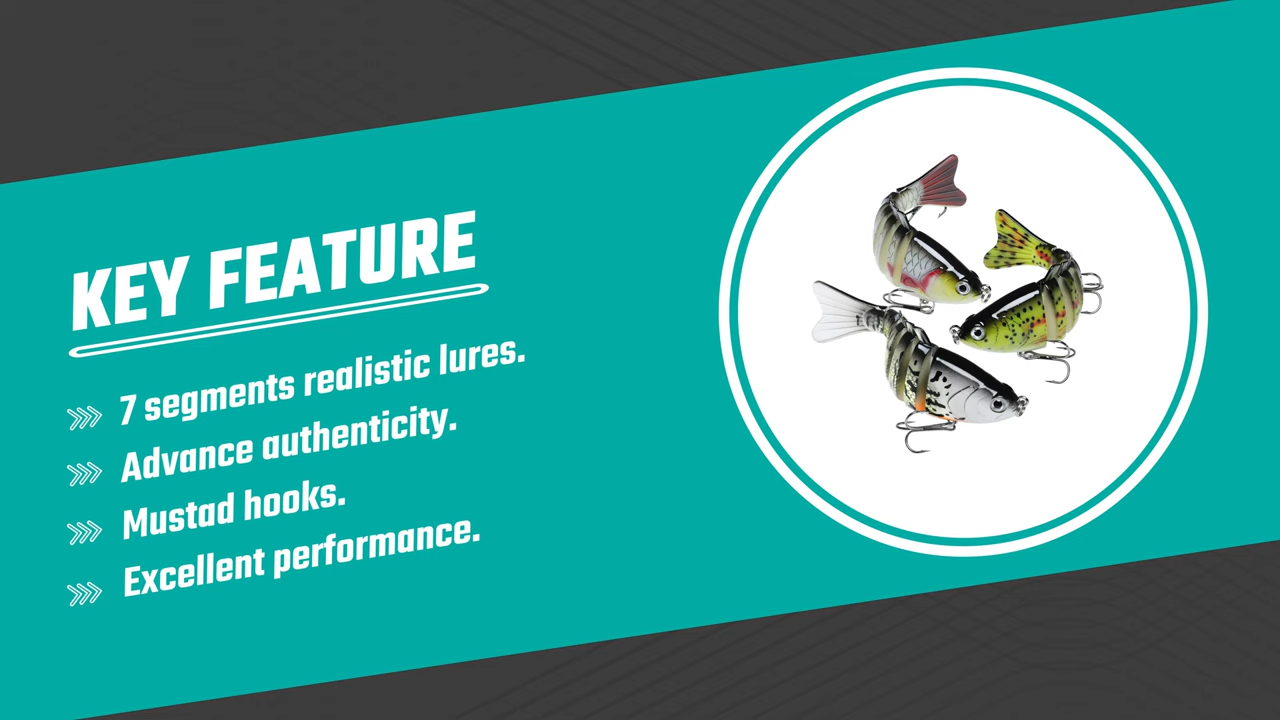 KEY FEATURE
7 segments realistic lures.
Advance authenticity.
Mustad hooks.
Excellent performance.